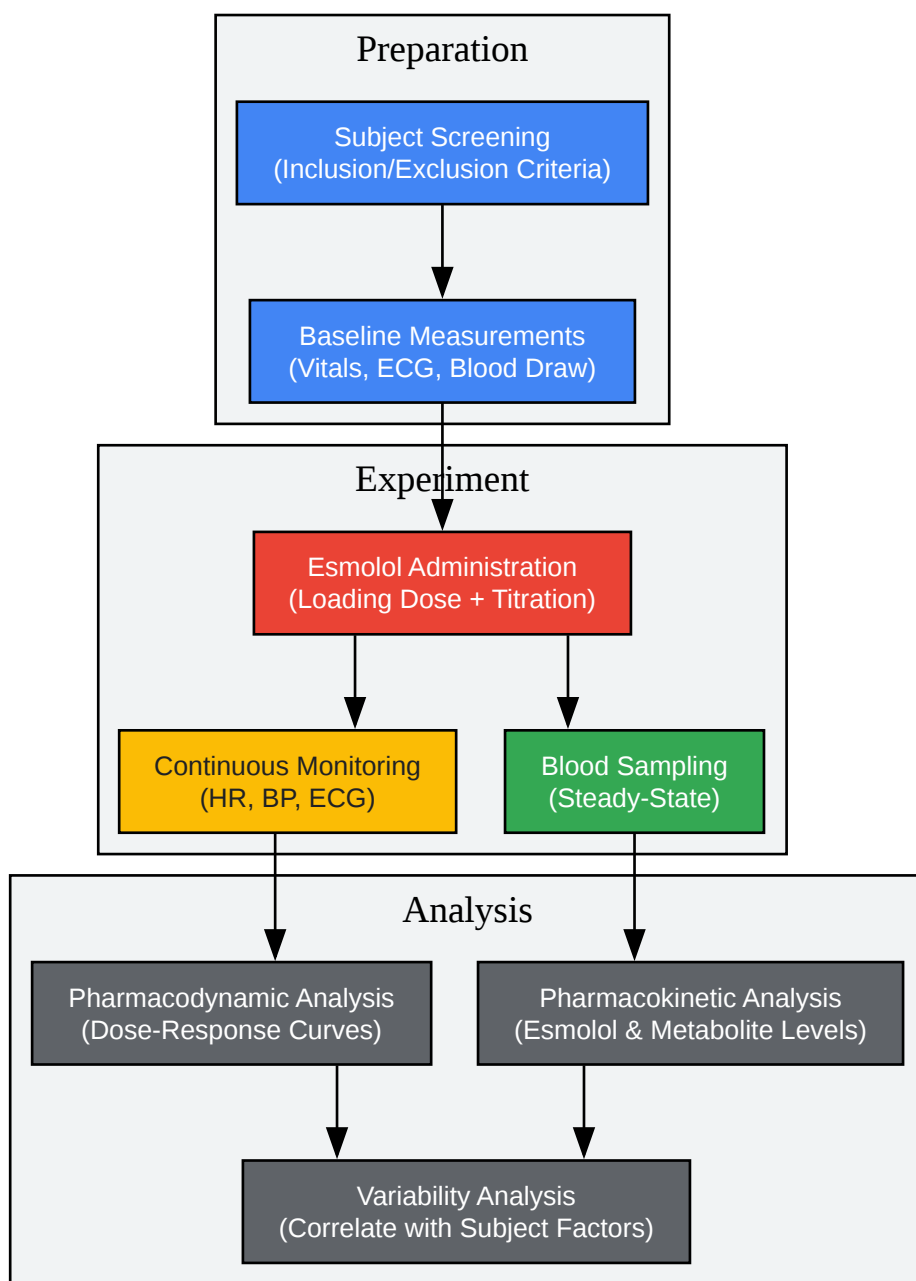 Preparation
Subject Screening
(Inclusion/Exclusion Criteria)
Baseline Measurements
(Vitals, ECG, Blood Draw)
Experiment
Esmolol Administration
(Loading Dose + Titration)
Continuous Monitoring
(HR, BP, ECG)
Blood Sampling
(Steady-State)
Analysis
Pharmacodynamic Analysis
(Dose-Response Curves)
Pharmacokinetic Analysis
(Esmolol & Metabolite Levels)
Variability Analysis
(Correlate with Subject Factors)